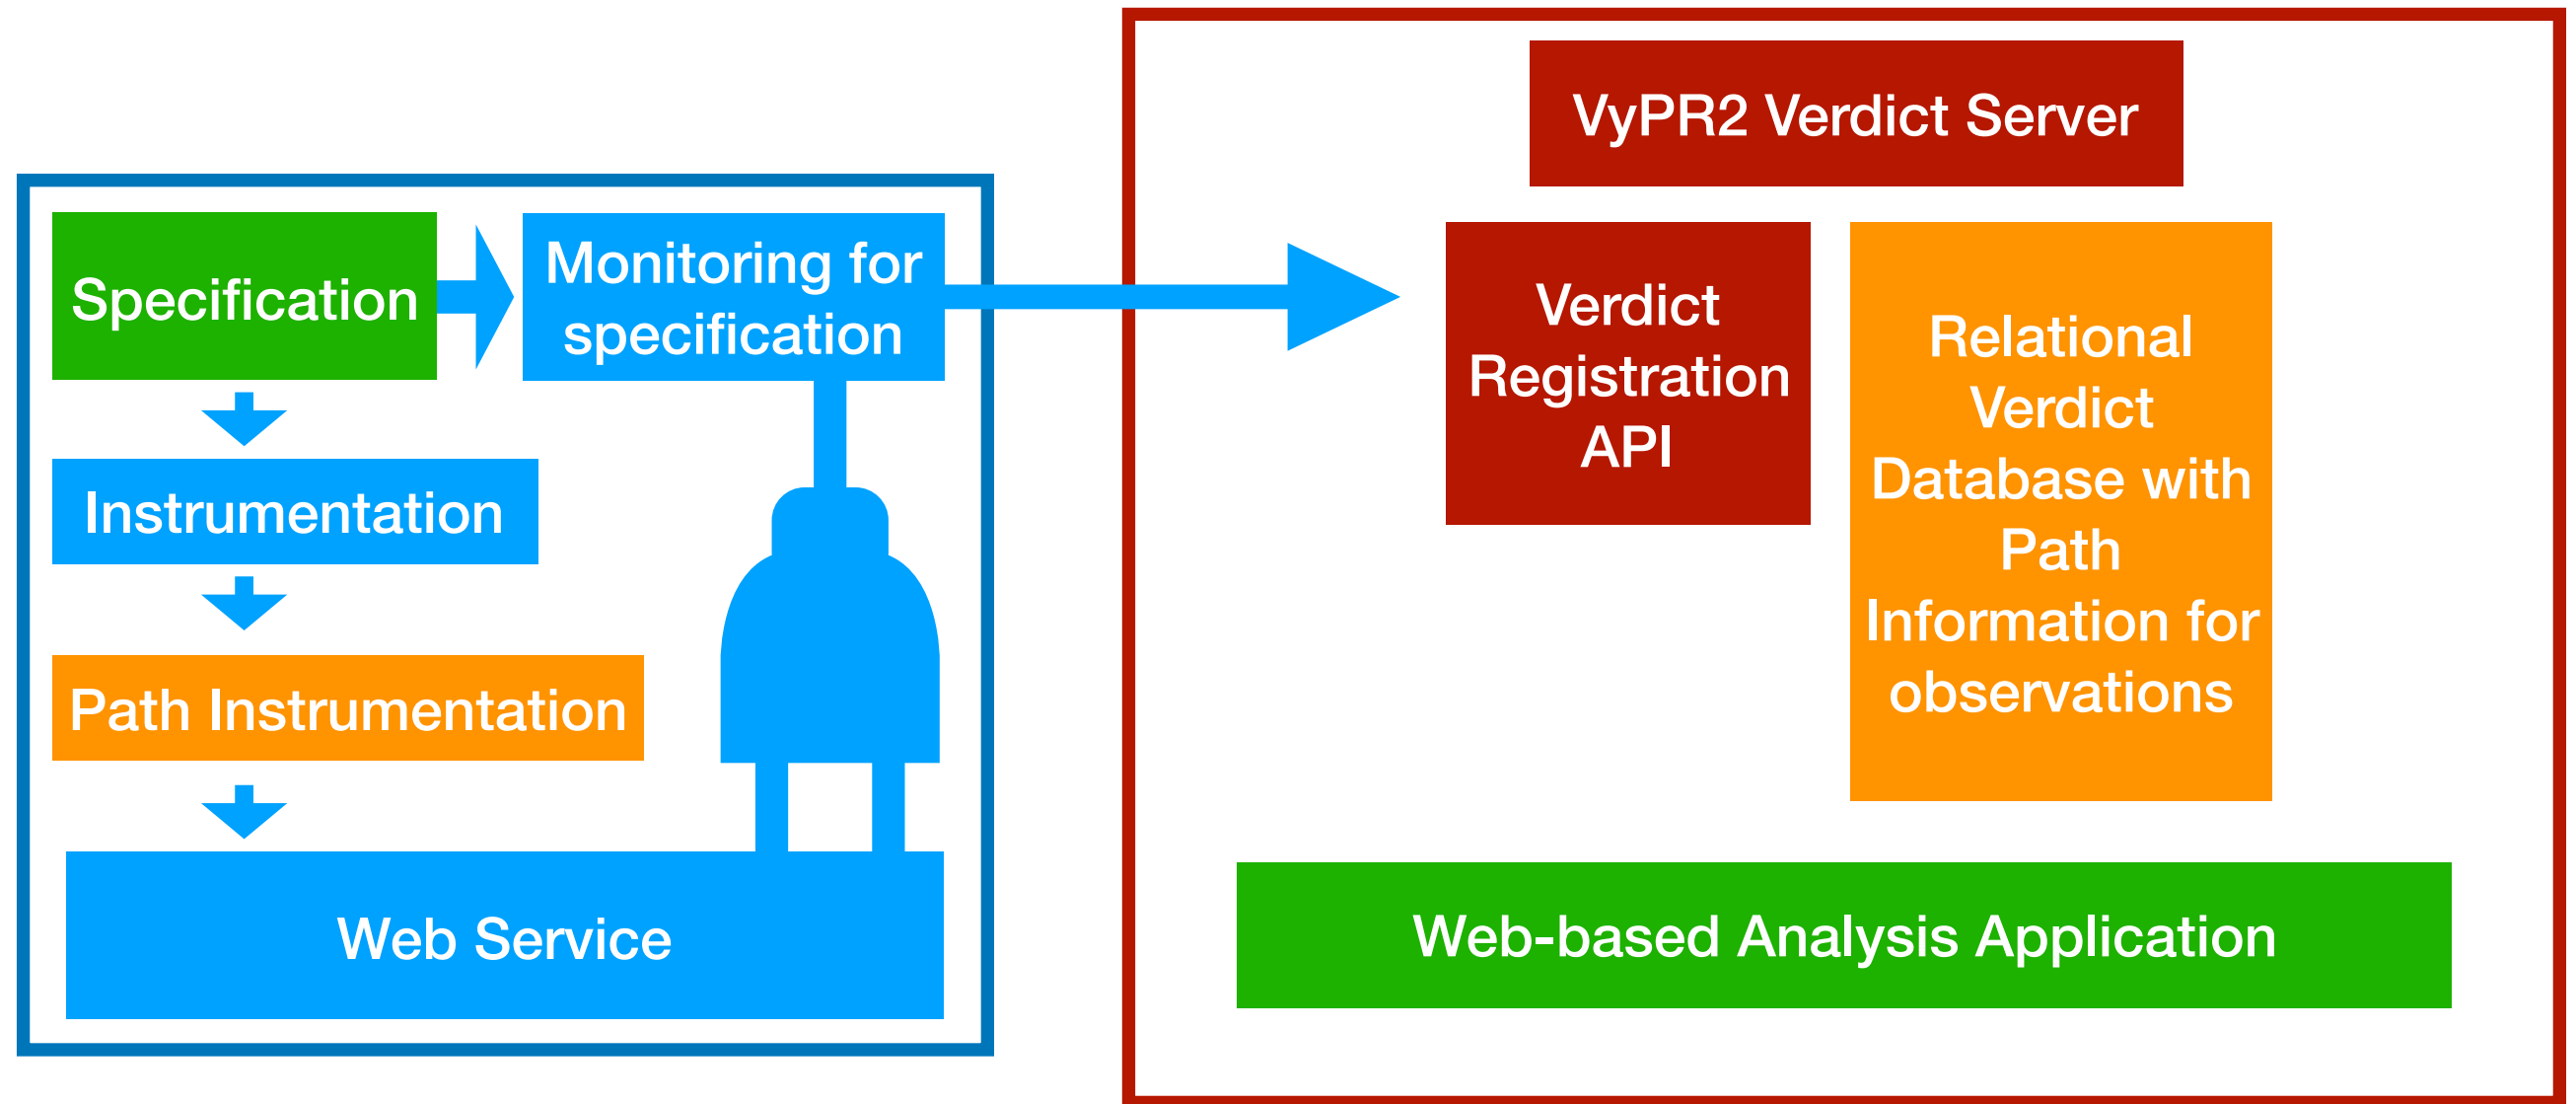 Specification
Monitoring for
specification
Instrumentation
Path Instrumentation
Web Service
VyPR2 Verdict Server
Verdict
Registration
API
Relational
Verdict
Database with
Path
Information for
observations
Web-based Analysis Application